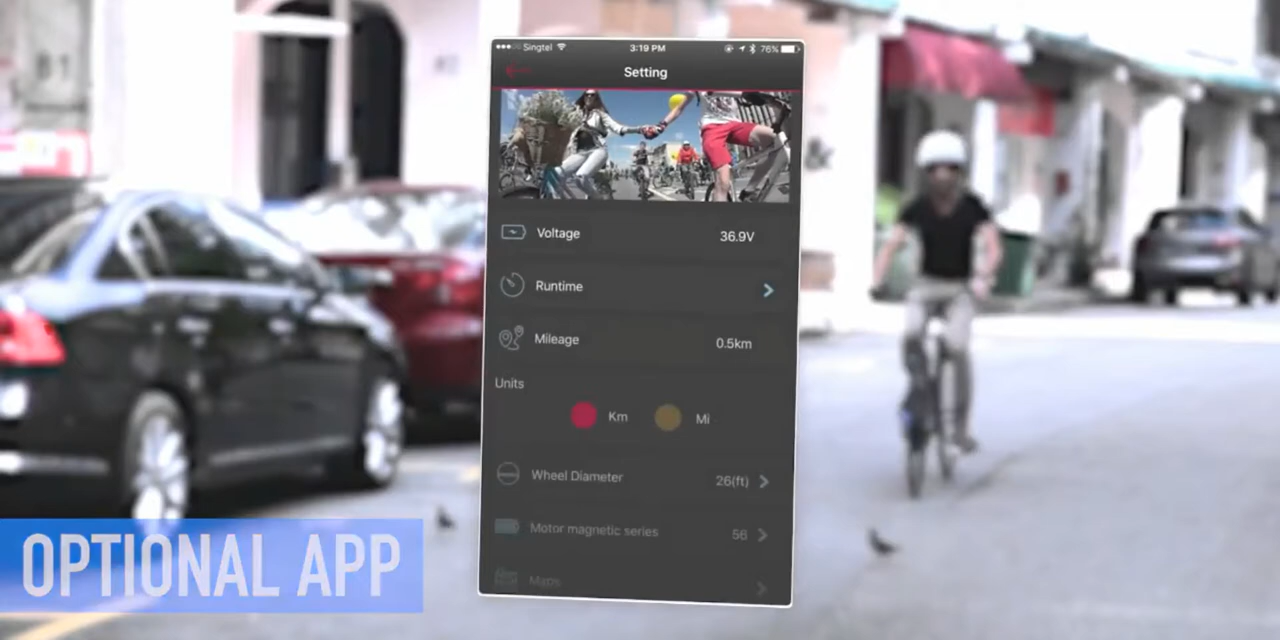 Singtel 3:19 PM 76%
Setting
Voltage 36.9V
Runtime
Mileage 0.5km
Units
Km Mi
Wheel Diameter 26(ft)
Motor magnetic series 56
Maps
OPTIONAL APP